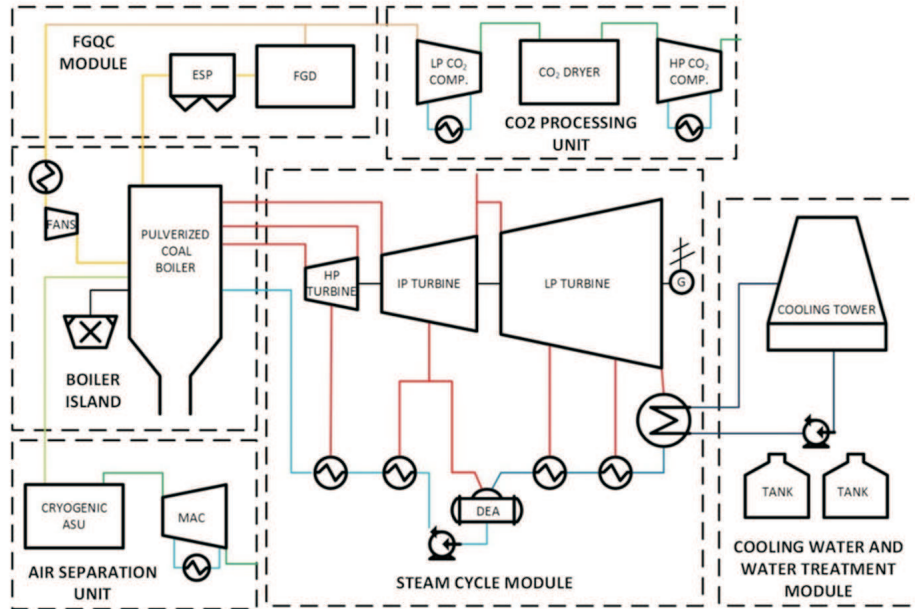 FGQC
MODULE
ESP
FGD
LP CO₂
COMP.
CO₂ DRYER
HP CO₂
COMP.
CO2 PROCESSING
UNIT
FANS
PULVERIZED
COAL
BOILER
BOILER
ISLAND
HP
TURBINE
IP TURBINE
LP TURBINE
G
COOLING TOWER
CRYOGENIC
ASU
MAC
AIR SEPARATION
UNIT
DEA
STEAM CYCLE MODULE
TANK
TANK
COOLING WATER AND
WATER TREATMENT
MODULE